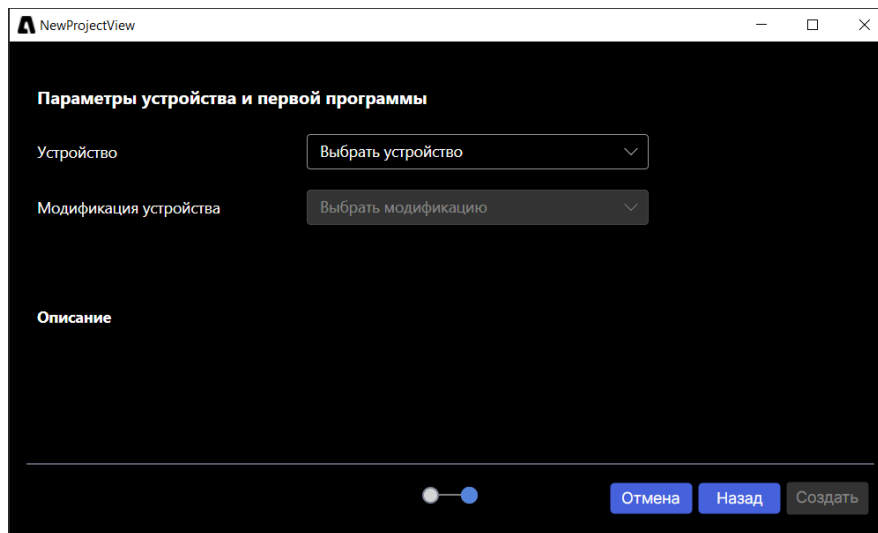 NewProjectView
Параметры устройства и первой программы
Устройство
Выбрать устройство
Модификация устройства
Выбрать модификацию
Описание
Отмена
Назад
Создать